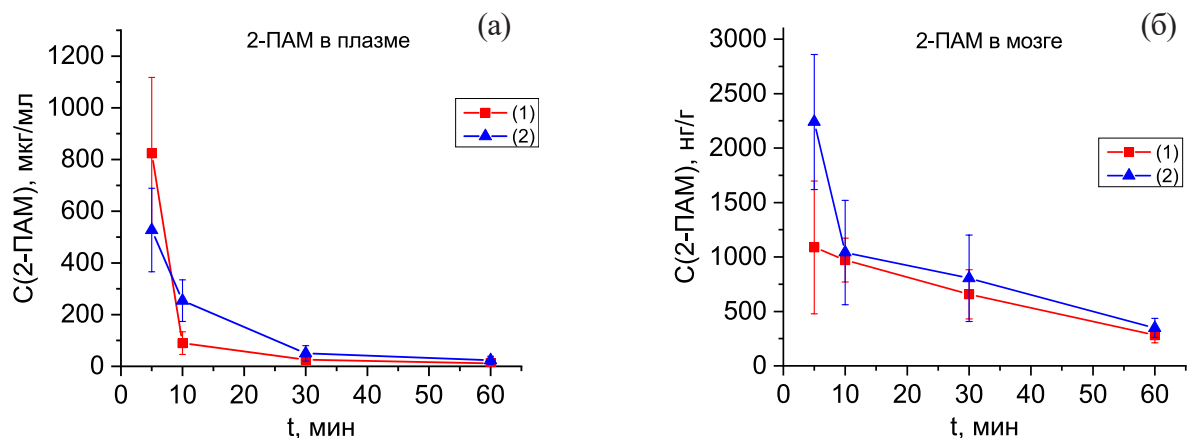 (а)
2-ПАМ в плазме
1200
1000
800
600
400
200
0
C(2-ПАМ), мкг/мл
(1)
(2)
0 10 20 30 40 50 60
t, мин
(б)
2-ПАМ в мозге
3000
2500
2000
1500
1000
500
0
C(2-ПАМ), нг/г
(1)
(2)
0 10 20 30 40 50 60
t, мин